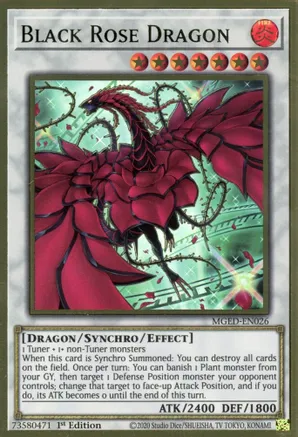 BLACK ROSE DRAGON
FIRE
炎
MGED-EN026
[DRAGON/SYNCHRO/EFFECT]
1 Tuner + 1+ non-Tuner monsters
When this card is Synchro Summoned: You can destroy all cards
on the field. Once per turn: You can banish 1 Plant monster from
your GY, then target 1 Defense Position monster your opponent
controls; change that target to face-up Attack Position, and if you
do, its ATK becomes 0 until the end of this turn.
ATK/2400 DEF/1800
73580471 1st Edition ©2020 Studio Dice/SHUEISHA, TV TOKYO, KONAMI